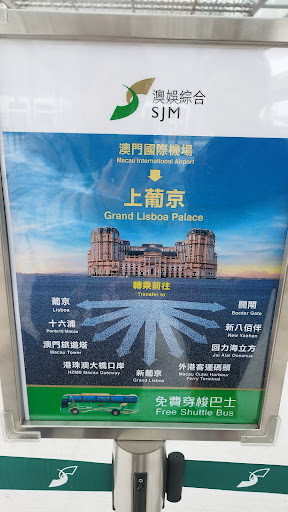 澳娛綜合
SJM
澳門國際機場
Macau International Airport
上葡京
Grand Lisboa Palace
轉乘前往
Transfer to
葡京
Lisboa
十六浦
Ponte16 Macau
澳門旅遊塔
Macau Tower
港珠澳大橋口岸
HZMB Macao Gateway
新葡京
Grand Lisboa
外港客運碼頭
Macau Outer Harbour
Ferry Terminal
回力海立方
Jai Alai Oceanus
新八佰伴
New Yaohan
關閘
Border Gate
免費穿梭巴士
Free Shuttle Bus